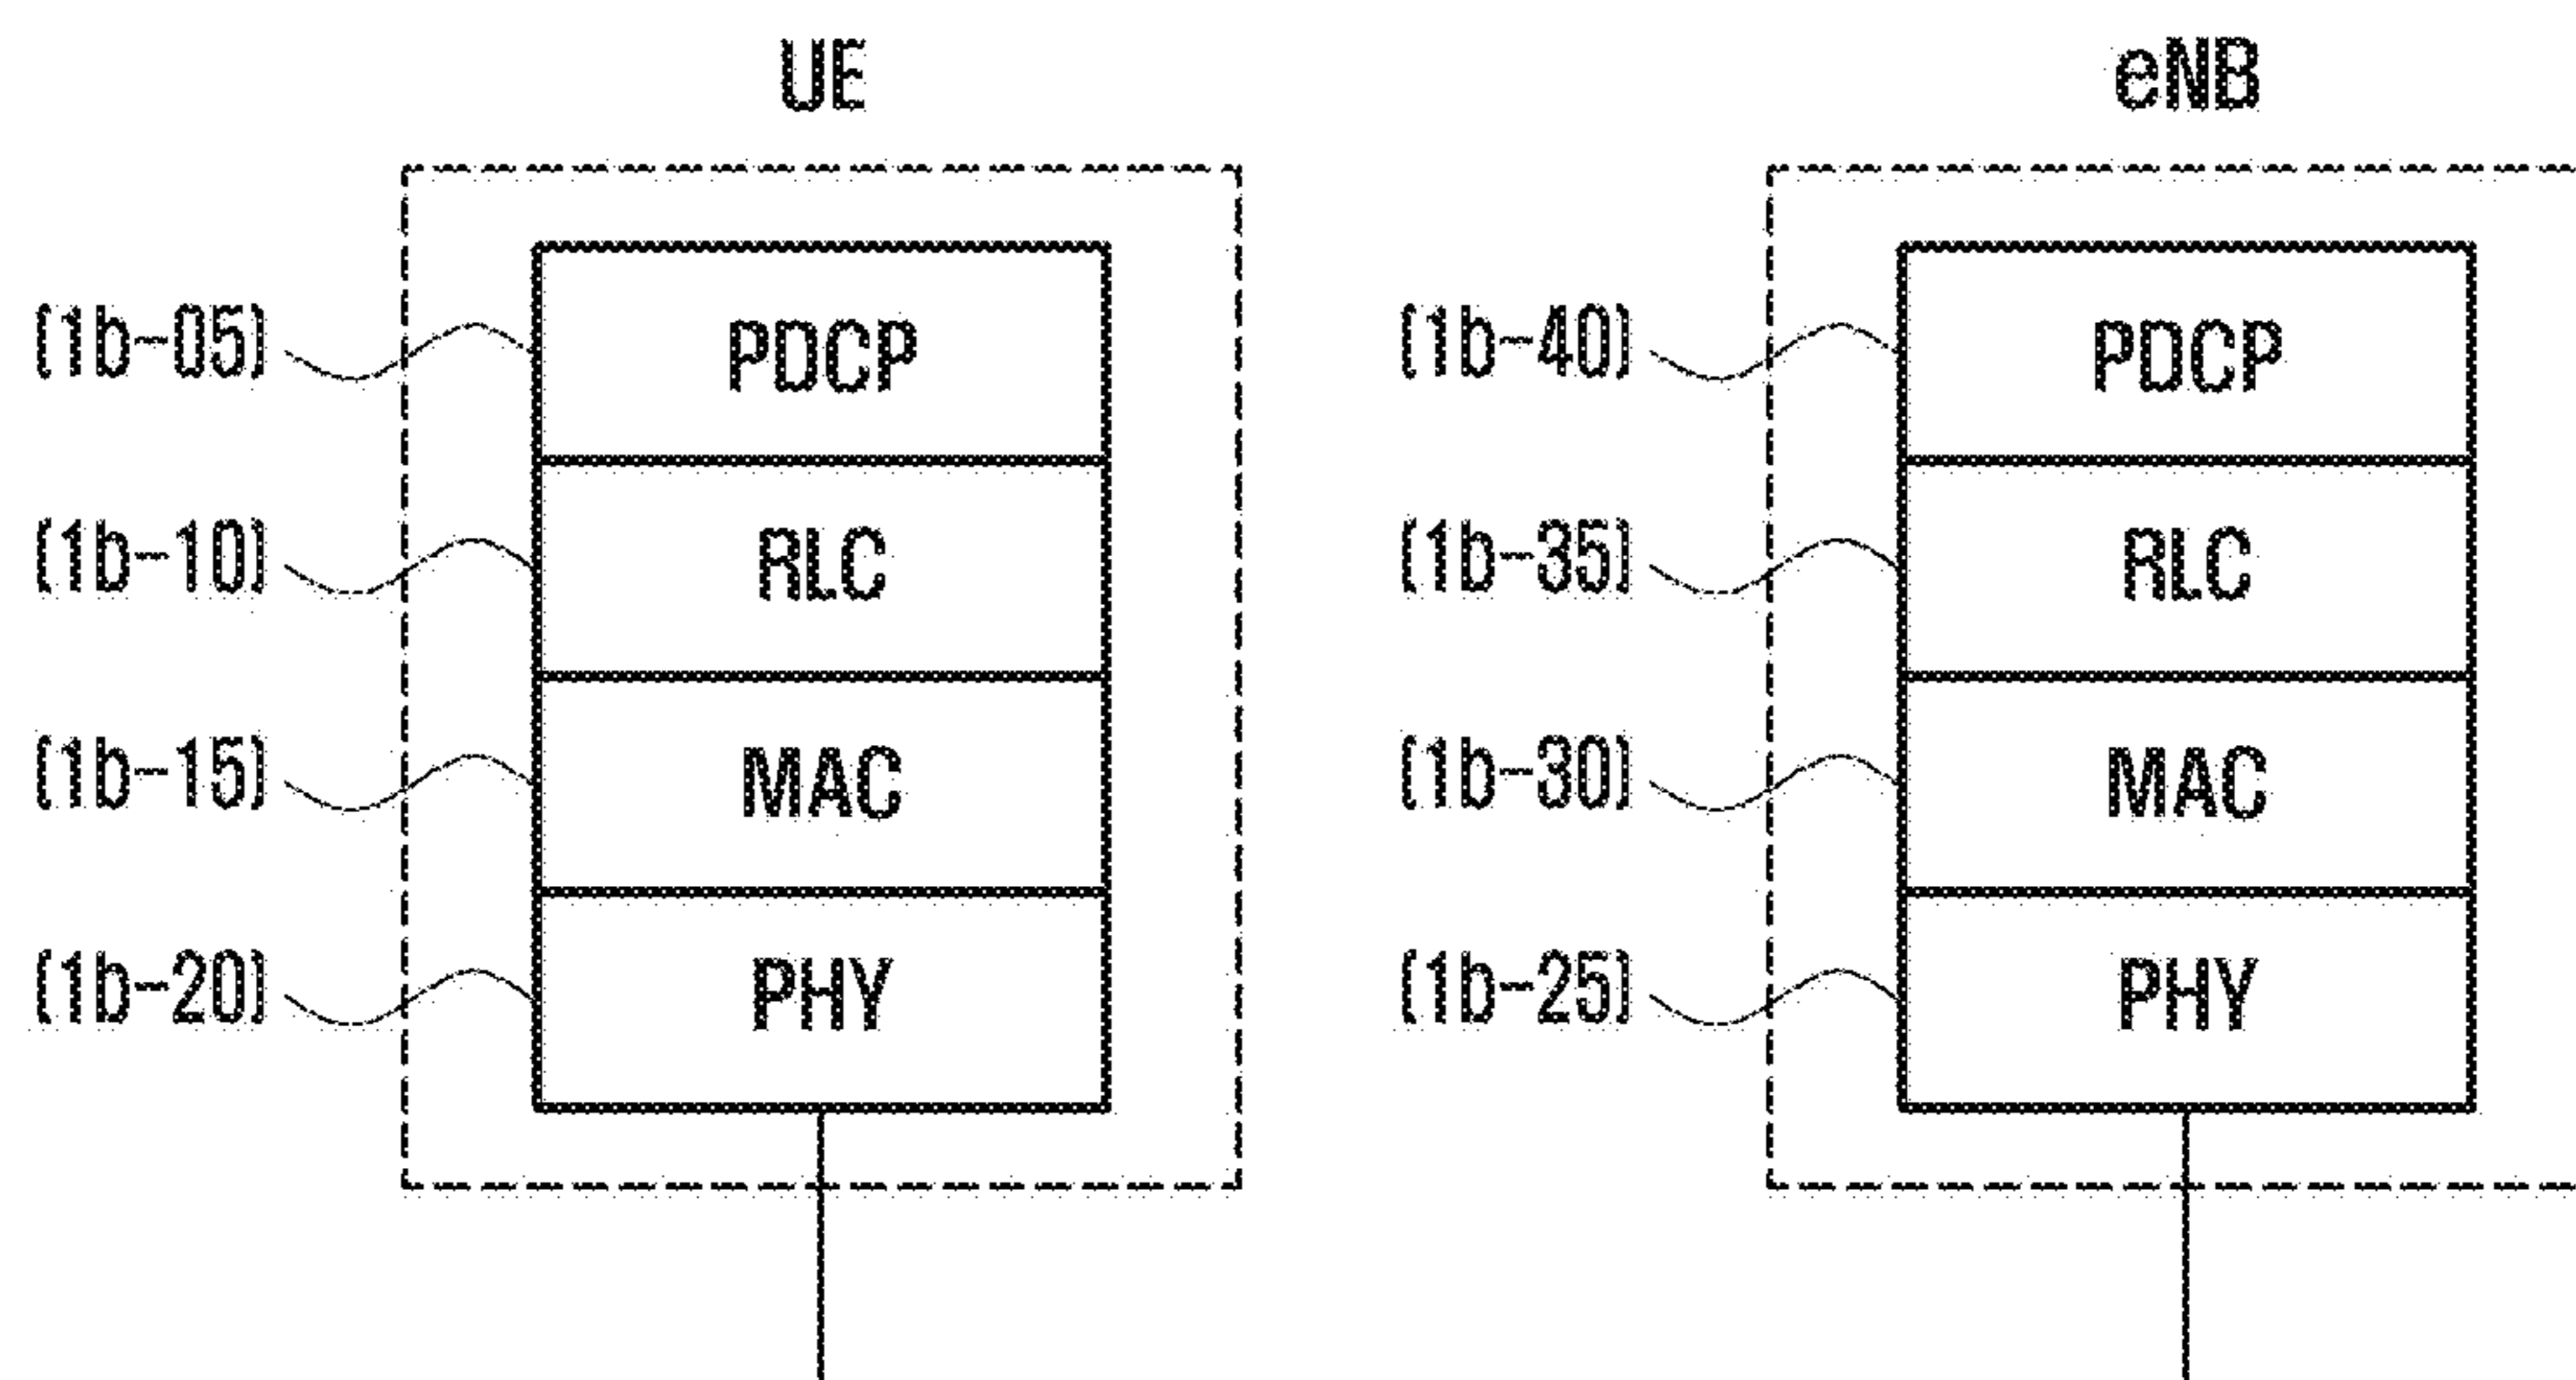 UE eNB
(1b-05) PDCP (1b-40) PDCP
(1b-10) RLC (1b-35) RLC
(1b-15) MAC (1b-30) MAC
(1b-20) PHY (1b-25) PHY